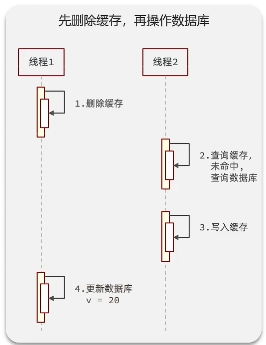 先删除缓存，再操作数据库
线程1
线程2
1.删除缓存
2.查询缓存，
未命中，
查询数据库
3.写入缓存
4.更新数据库
v = 20